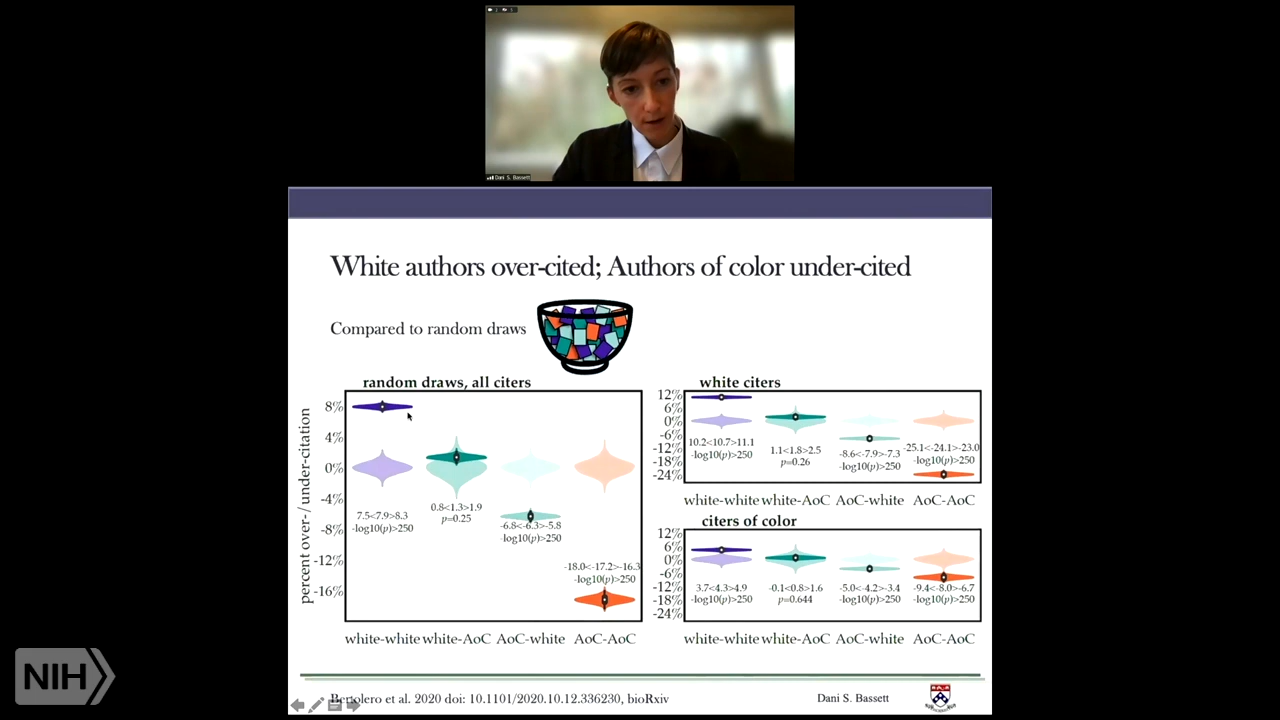 Dani S. Bassett
White authors over-cited; Authors of color under-cited
Compared to random draws
random draws, all citers
percent over-/under-citation
8%
4%
0%
-4%
-8%
-12%
-16%
7.5<7.9>8.3
-log10(p)>250
0.8<1.3>1.9
p=0.25
-6.8<-6.3>-5.8
-log10(p)>250
-18.0<-17.2>-16.3
-log10(p)>250
white-white white-AoC AoC-white AoC-AoC
white citers
12%
6%
0%
-6%
-12%
-18%
-24%
10.2<10.7>11.1
-log10(p)>250
1.1<1.8>2.5
p=0.26
-8.6<-7.9>-7.3
-log10(p)>250
-25.1<-24.1>-23.0
-log10(p)>250
white-white white-AoC AoC-white AoC-AoC
citers of color
12%
6%
0%
-6%
-12%
-18%
-24%
3.7<4.3>4.9
-log10(p)>250
-0.1<0.8>1.6
p=0.644
-5.0<-4.2>-3.4
-log10(p)>250
-9.4<-8.0>-6.7
-log10(p)>250
white-white white-AoC AoC-white AoC-AoC
NIH
Bertolero et al. 2020 doi: 10.1101/2020.10.12.336230, bioRxiv
Dani S. Bassett